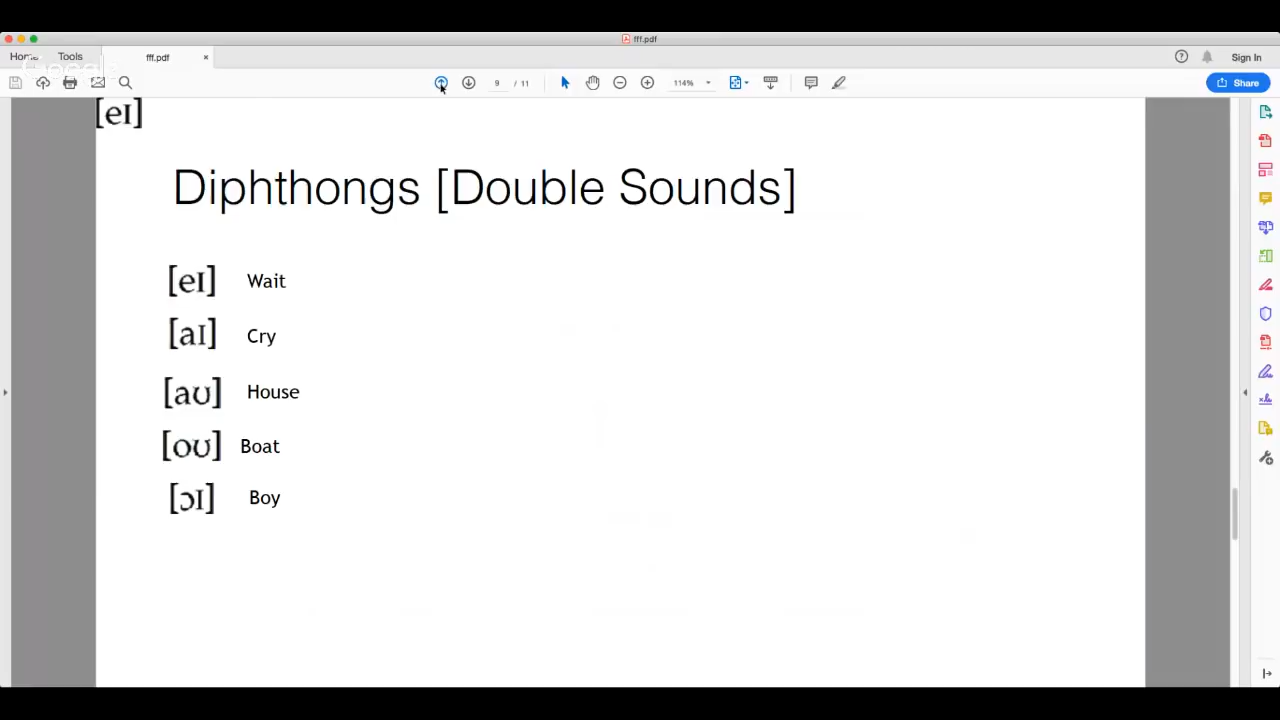 fff.pdf
Home Tools fff.pdf × Sign In
9 / 11 114% Share
[eɪ]
Diphthongs [Double Sounds]
[eɪ] Wait
[aɪ] Cry
[aʊ] House
[oʊ] Boat
[ɔɪ] Boy